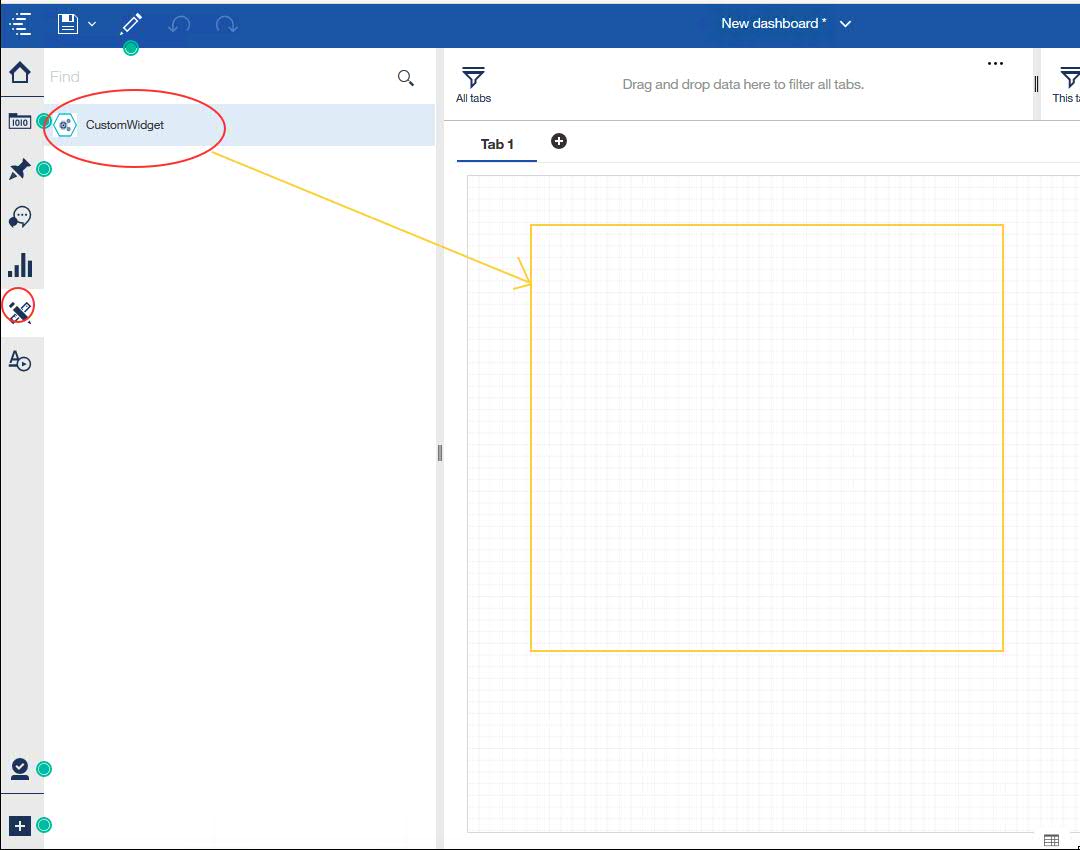 New dashboard *
Find
All tabs
Drag and drop data here to filter all tabs.
This ta
CustomWidget
1010
Tab 1